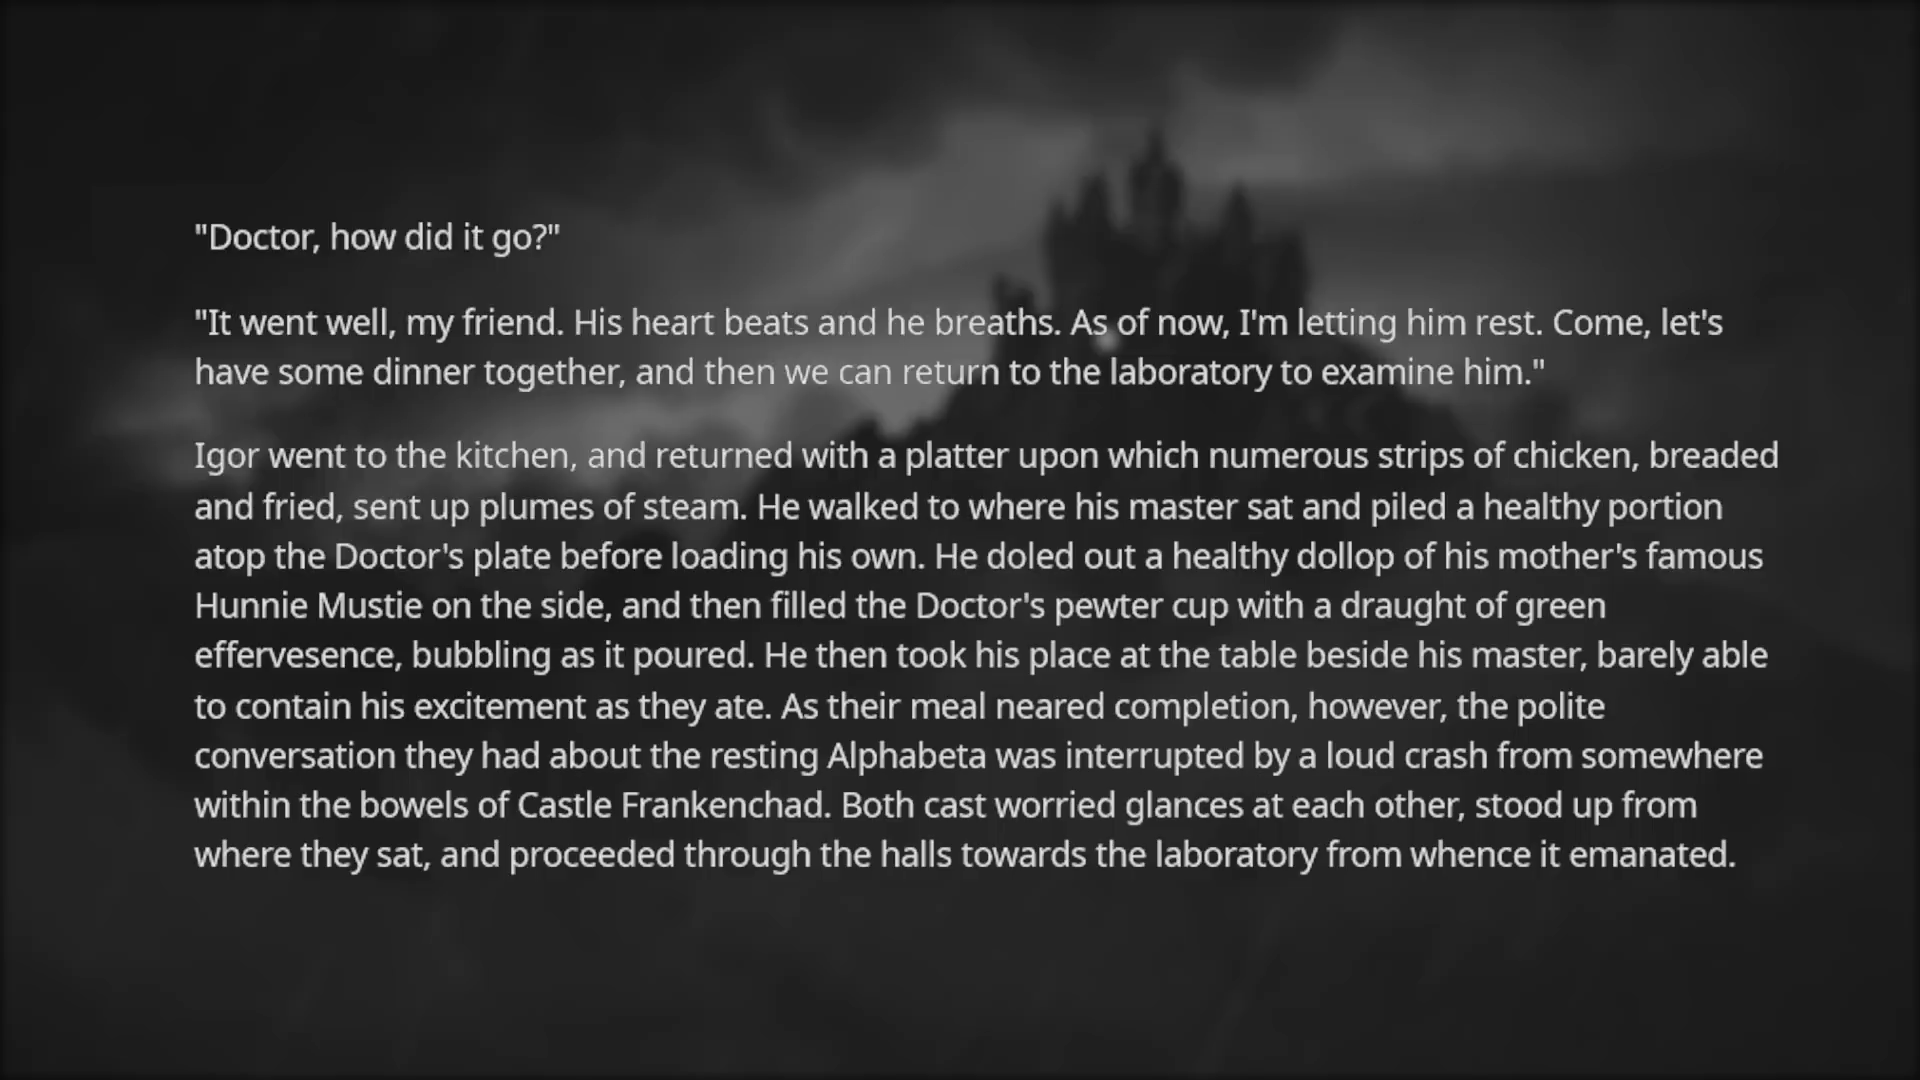 "Doctor, how did it go?"
"It went well, my friend. His heart beats and he breaths. As of now, I'm letting him rest. Come, let's
have some dinner together, and then we can return to the laboratory to examine him."
Igor went to the kitchen, and returned with a platter upon which numerous strips of chicken, breaded
and fried, sent up plumes of steam. He walked to where his master sat and piled a healthy portion
atop the Doctor's plate before loading his own. He doled out a healthy dollop of his mother's famous
Hunnie Mustie on the side, and then filled the Doctor's pewter cup with a draught of green
effervesence, bubbling as it poured. He then took his place at the table beside his master, barely able
to contain his excitement as they ate. As their meal neared completion, however, the polite
conversation they had about the resting Alphabeta was interrupted by a loud crash from somewhere
within the bowels of Castle Frankenchad. Both cast worried glances at each other, stood up from
where they sat, and proceeded through the halls towards the laboratory from whence it emanated.